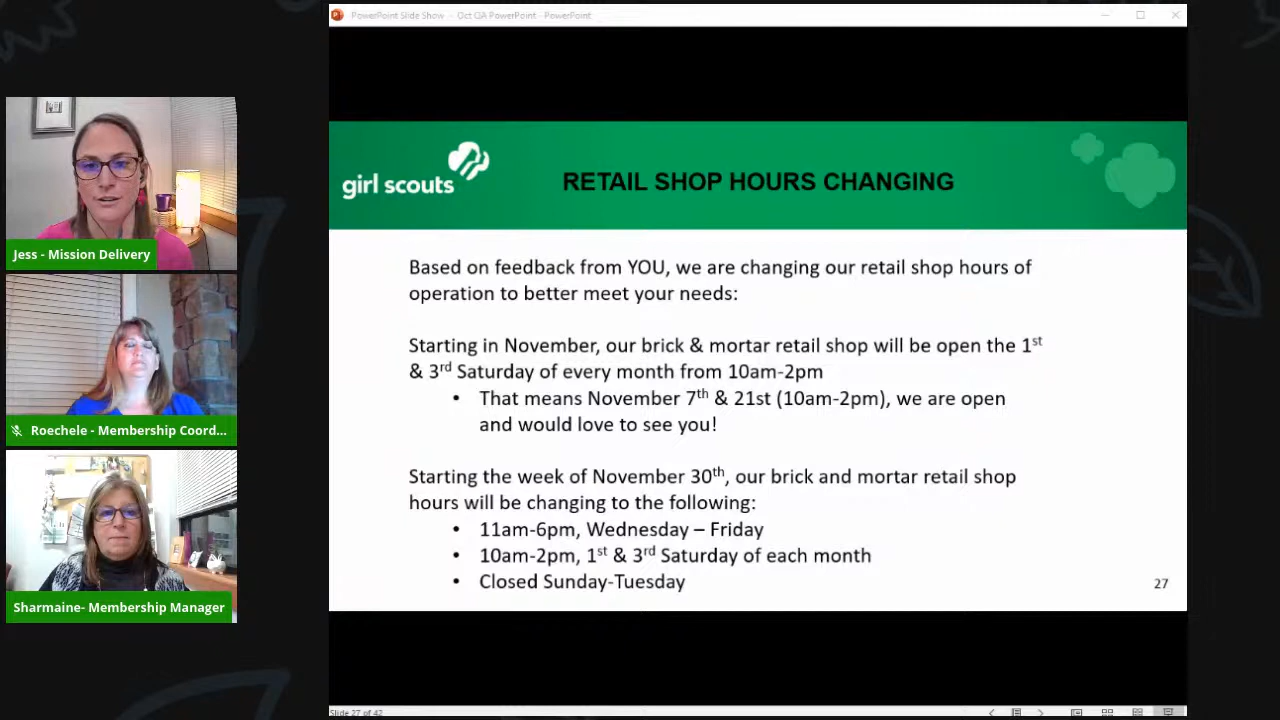 PowerPoint Slide Show - Oct QA PowerPoint - PowerPoint
girl scouts
RETAIL SHOP HOURS CHANGING
Based on feedback from YOU, we are changing our retail shop hours of
operation to better meet your needs:
Starting in November, our brick & mortar retail shop will be open the 1st
& 3rd Saturday of every month from 10am-2pm
• That means November 7th & 21st (10am-2pm), we are open
and would love to see you!
Starting the week of November 30th, our brick and mortar retail shop
hours will be changing to the following:
• 11am-6pm, Wednesday – Friday
• 10am-2pm, 1st & 3rd Saturday of each month
• Closed Sunday-Tuesday
27
Slide 27 of 42
Jess - Mission Delivery
Roechele - Membership Coord...
Sharmaine- Membership Manager